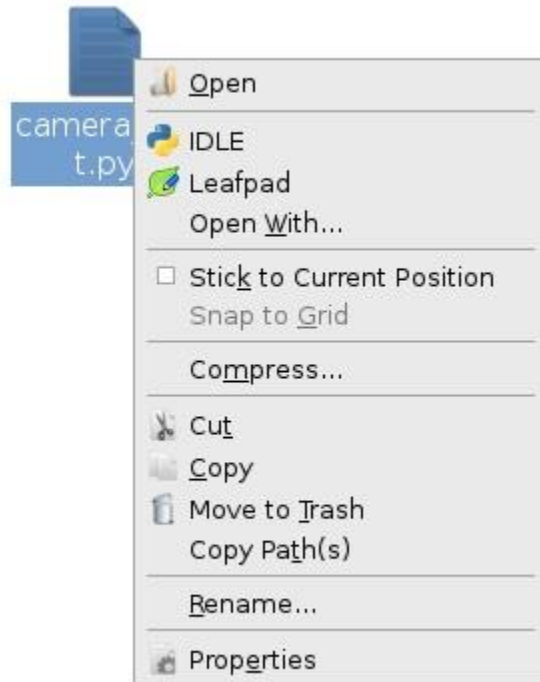 camera
t.py
Open
IDLE
Leafpad
Open With...
Stick to Current Position
Snap to Grid
Compress...
Cut
Copy
Move to Trash
Copy Path(s)
Rename...
Properties